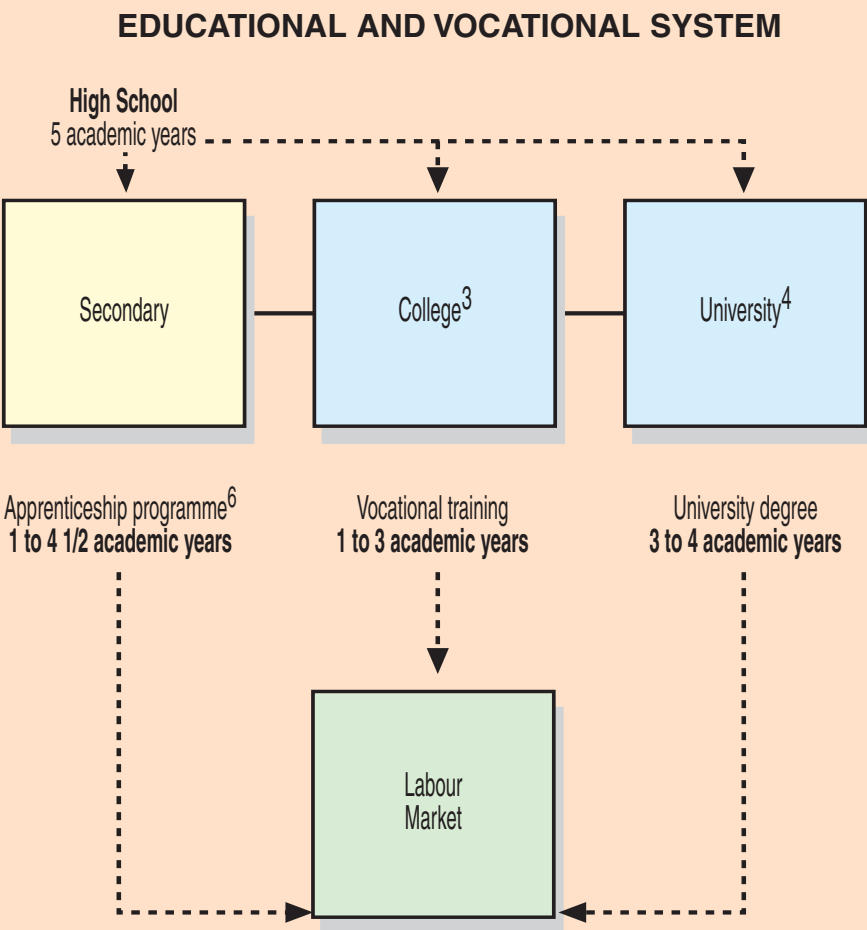 EDUCATIONAL AND VOCATIONAL SYSTEM
High School
5 academic years
Secondary
College3
University4
Apprenticeship programme6
1 to 4 1/2 academic years
Vocational training
1 to 3 academic years
University degree
3 to 4 academic years
Labour
Market